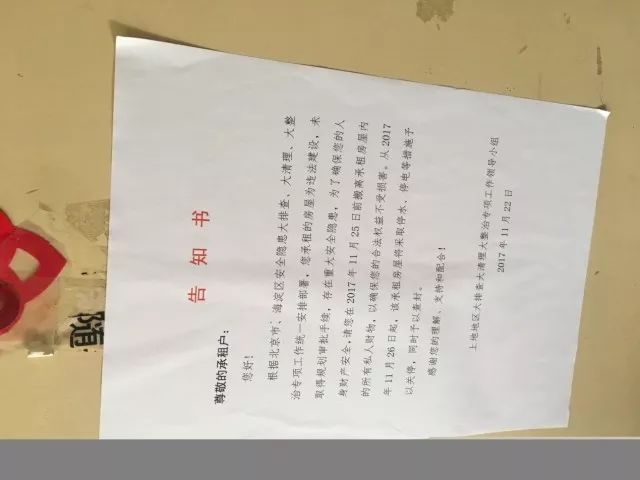 告知书
尊敬的承租户：
您好！
根据北京市、海淀区安全隐患大排查、大清理、大整
治专项工作统一安排部署，您承租的房屋为违法建设，未
取得规划审批手续，存在重大安全隐患，为了确保您的人
身财产安全，请您在 2017 年 11 月 25 日前搬离承租房屋内
的所有私人财物，以确保您的合法权益不受损害。从 2017
年 11 月 26 日起，该承租房屋将采取停水、停电等措施予
以关停，同时予以查封。
感谢您的理解、支持和配合！
上地地区大排查大清理大整治专项工作领导小组
2017 年 11 月 22 日